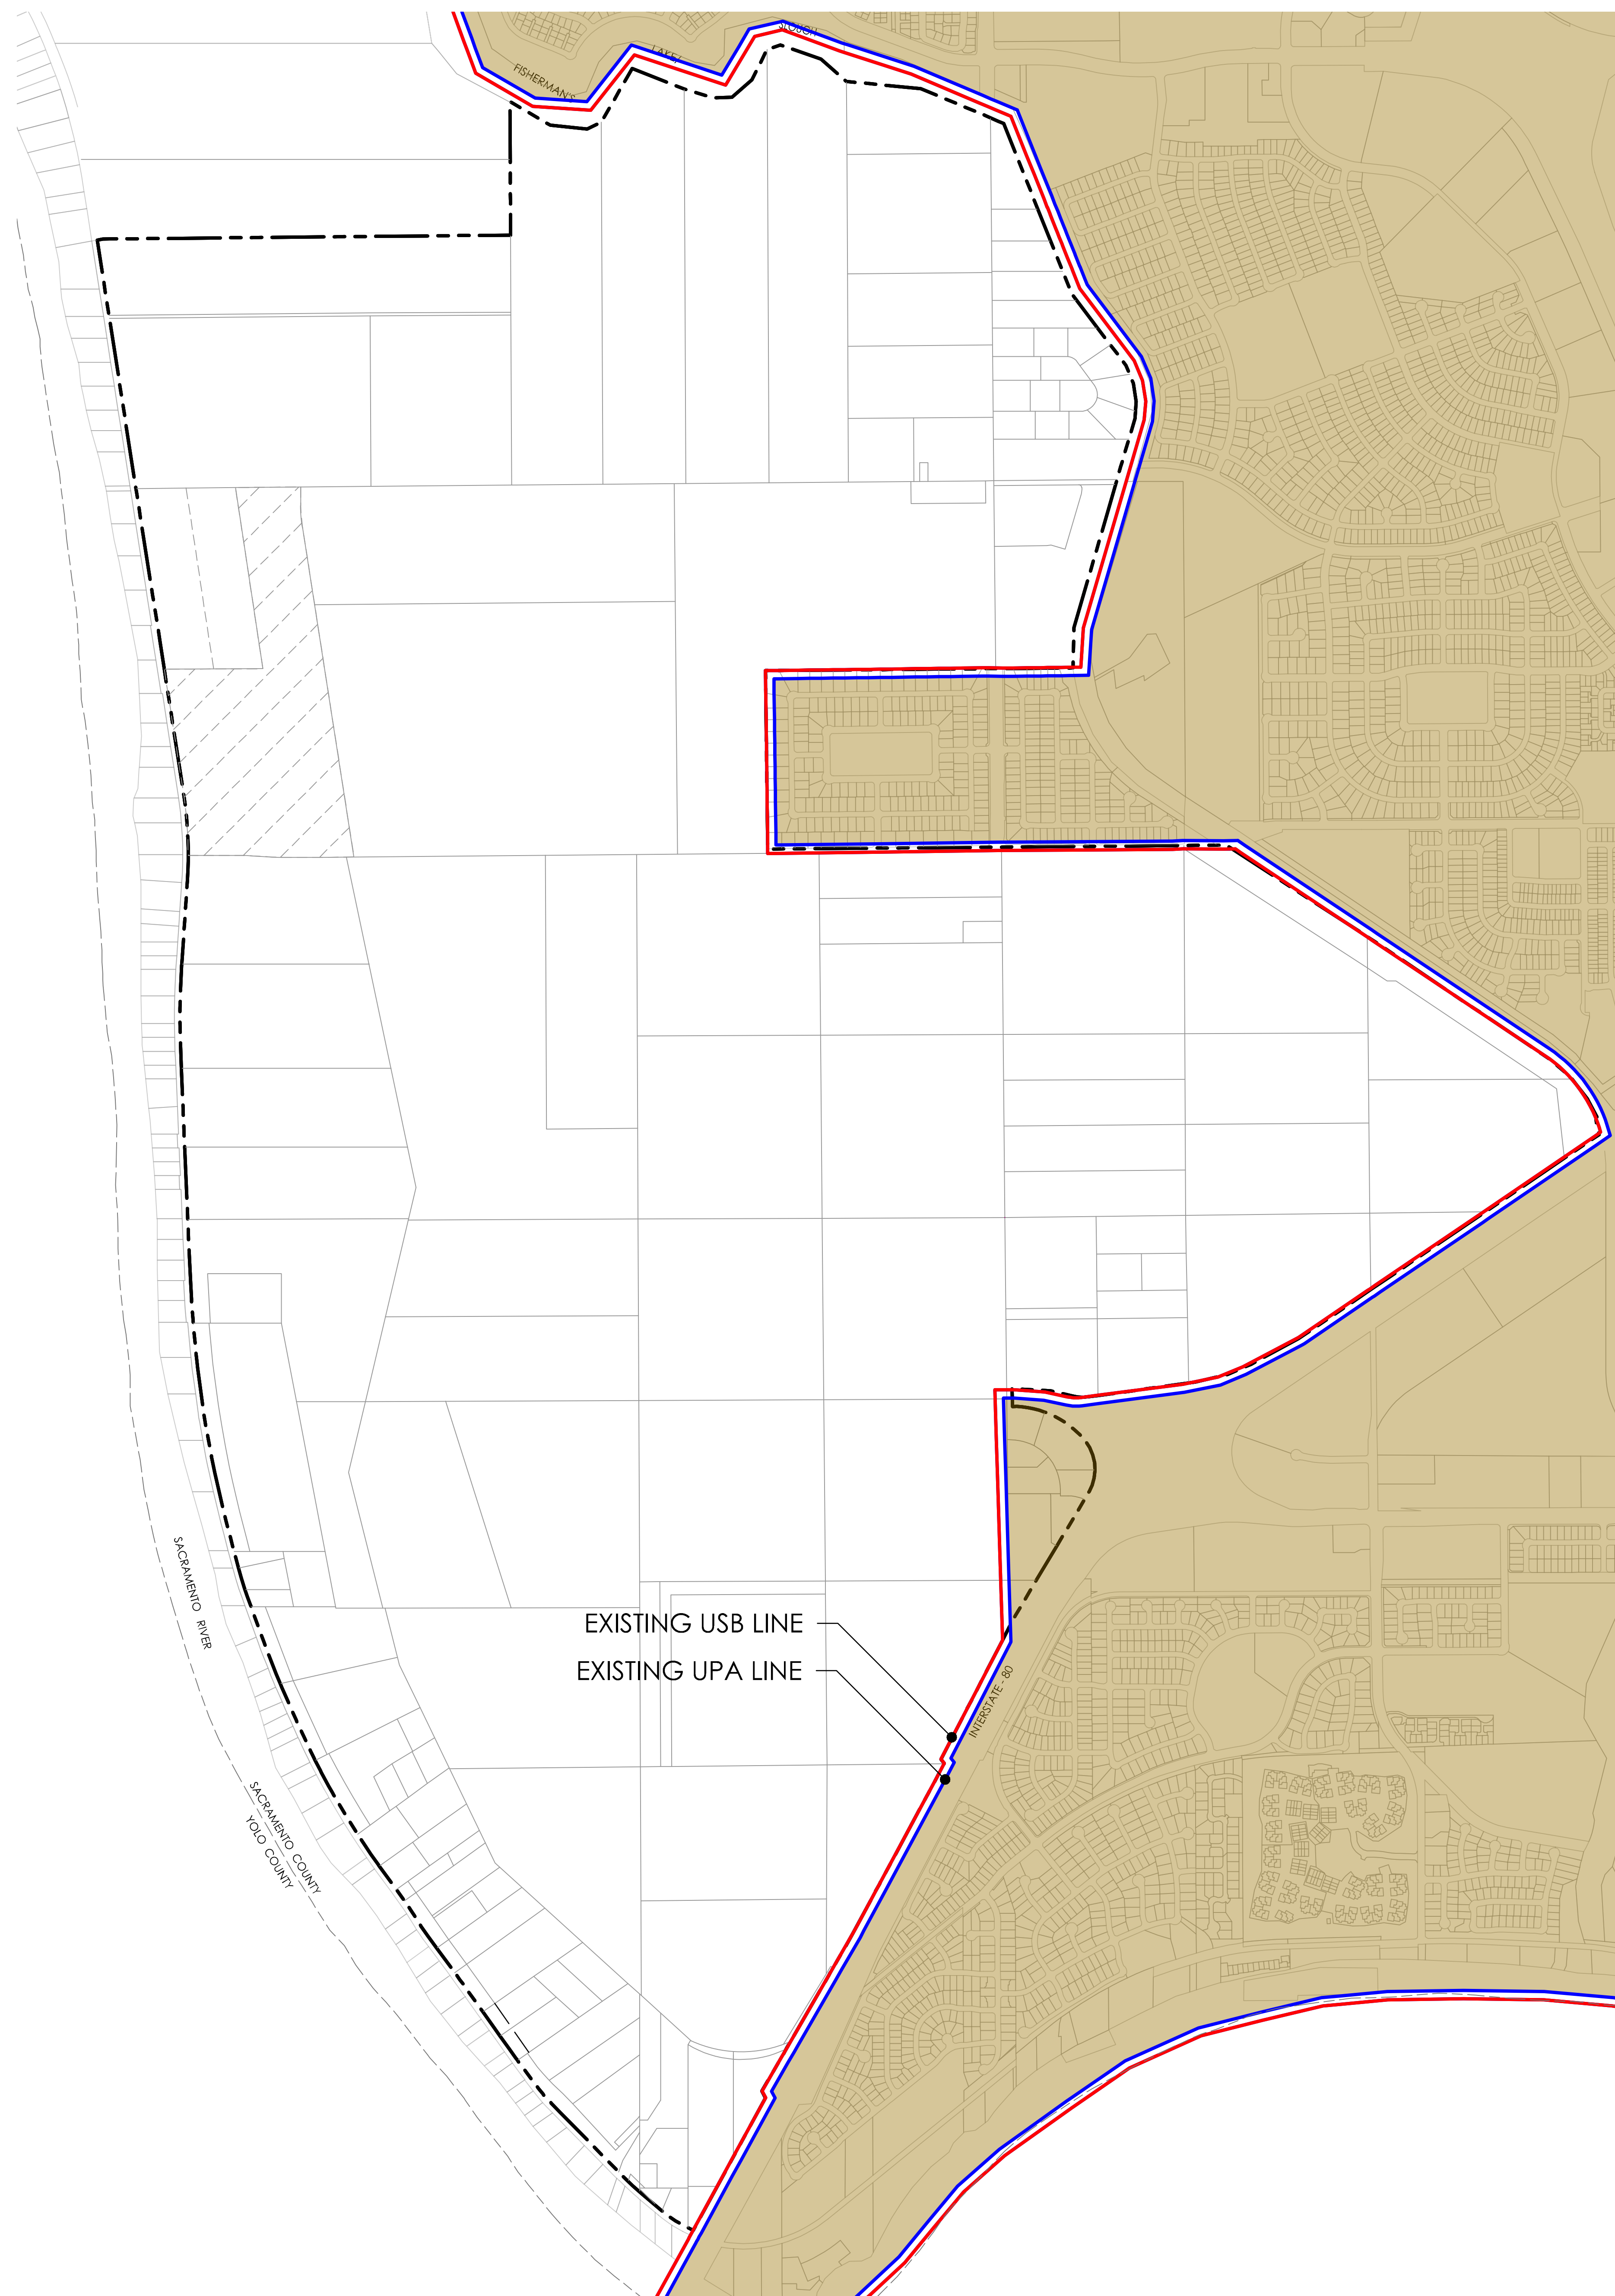 SLOUGH
LAKE/
FISHERMAN'S
SACRAMENTO RIVER
EXISTING USB LINE
EXISTING UPA LINE
INTERSTATE - 80
SACRAMENTO COUNTY
YOLO COUNTY